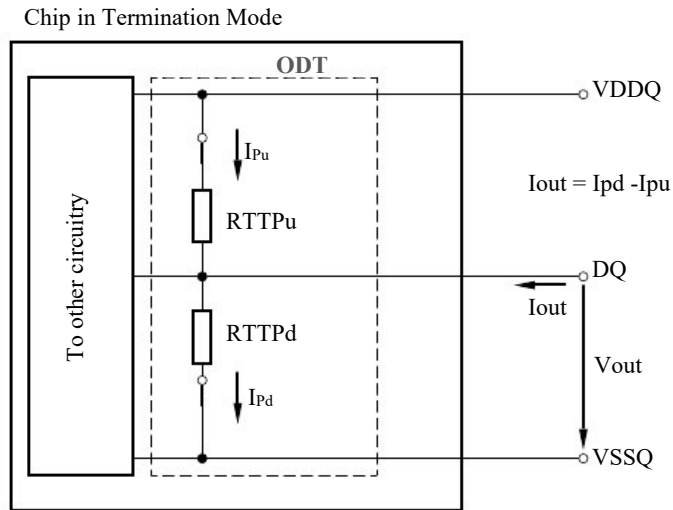 Chip in Termination Mode
ODT
VDDQ
IPu
Iout = Ipd -Ipu
RTTPu
To other circuitry
DQ
Iout
RTTPd
Vout
IPd
VSSQ